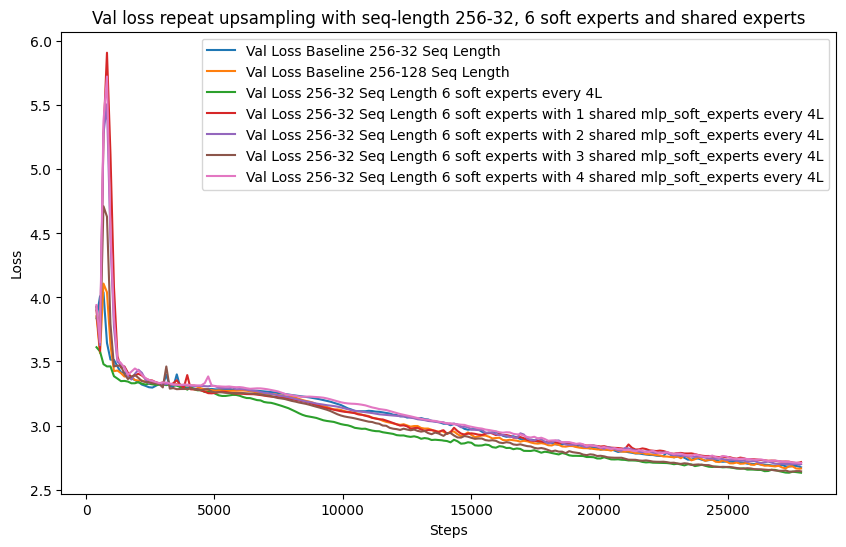 Val loss repeat upsampling with seq-length 256-32, 6 soft experts and shared experts
Val Loss Baseline 256-32 Seq Length
Val Loss Baseline 256-128 Seq Length
Val Loss 256-32 Seq Length 6 soft experts every 4L
Val Loss 256-32 Seq Length 6 soft experts with 1 shared mlp_soft_experts every 4L
Val Loss 256-32 Seq Length 6 soft experts with 2 shared mlp_soft_experts every 4L
Val Loss 256-32 Seq Length 6 soft experts with 3 shared mlp_soft_experts every 4L
Val Loss 256-32 Seq Length 6 soft experts with 4 shared mlp_soft_experts every 4L
6.0
5.5
5.0
4.5
4.0
3.5
3.0
2.5
Loss
0 5000 10000 15000 20000 25000
Steps